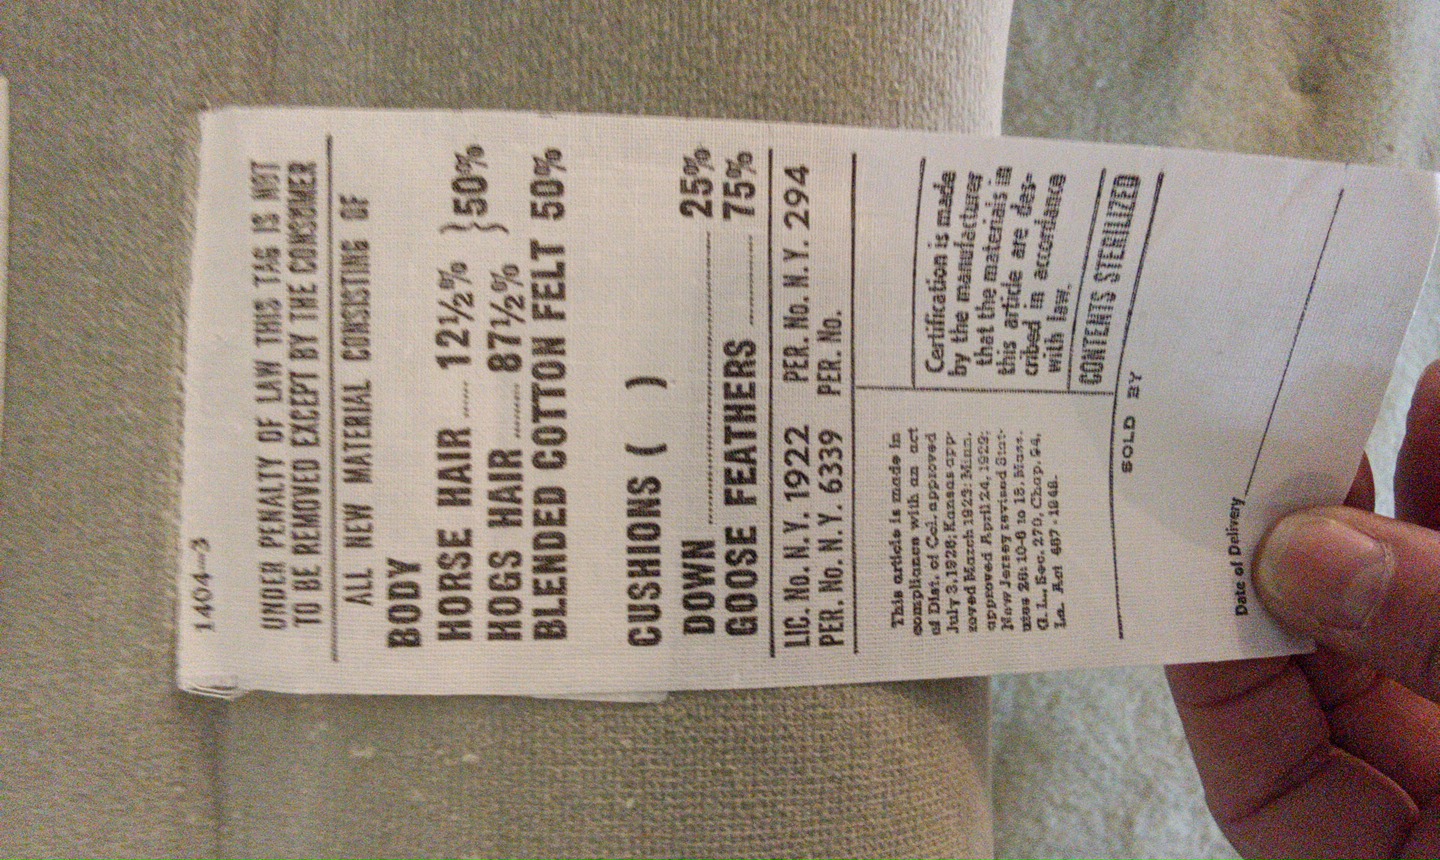 1404-3
UNDER PENALTY OF LAW THIS TAG IS NOT
TO BE REMOVED EXCEPT BY THE CONSUMER
ALL NEW MATERIAL CONSISTING OF
BODY
HORSE HAIR ..... 12½% } 50%
HOGS HAIR ...... 87½% }
BLENDED COTTON FELT 50%
CUSHIONS ( )
DOWN .......... 25%
GOOSE FEATHERS .......... 75%
LIC. No. N.Y. 1922 PER. No. N.Y. 294
PER. No. N.Y. 6339 PER. No.
This article is made in
compliance with an act
of Dist. of Col. approved
July 3, 1926; Kansas app-
roved March 1923; Minn.
approved April 24, 1929;
New Jersey revised Stat-
utes 26: 10-6 to 18. Mass.
G. L., Sec. 270, Chap. 94,
La. Act 467 - 1948.
Certification is made
by the manufacturer
that the materials in
this article are des-
cribed in accordance
with law.
CONTENTS STERILIZED
SOLD BY
Date of Delivery